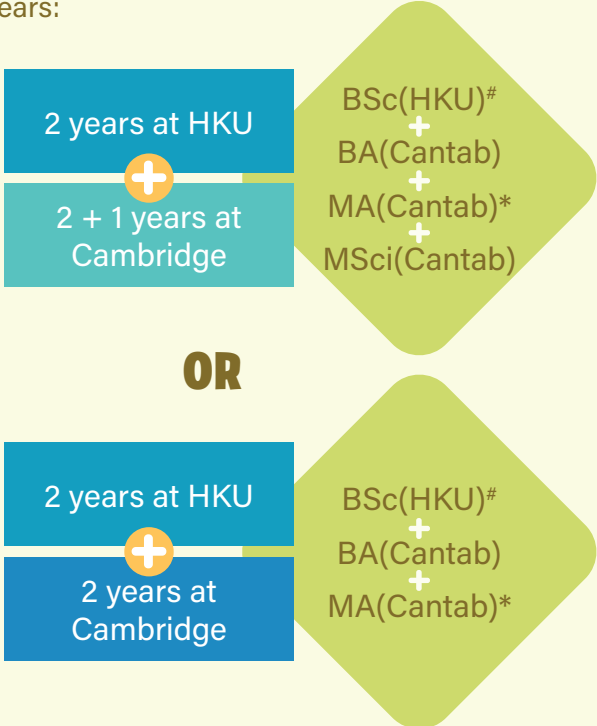 ears:
2 years at HKU
+
2 + 1 years at
Cambridge
BSc(HKU)#
+
BA(Cantab)
+
MA(Cantab)*
+
MSci(Cantab)
OR
2 years at HKU
+
2 years at
Cambridge
BSc(HKU)#
+
BA(Cantab)
+
MA(Cantab)*